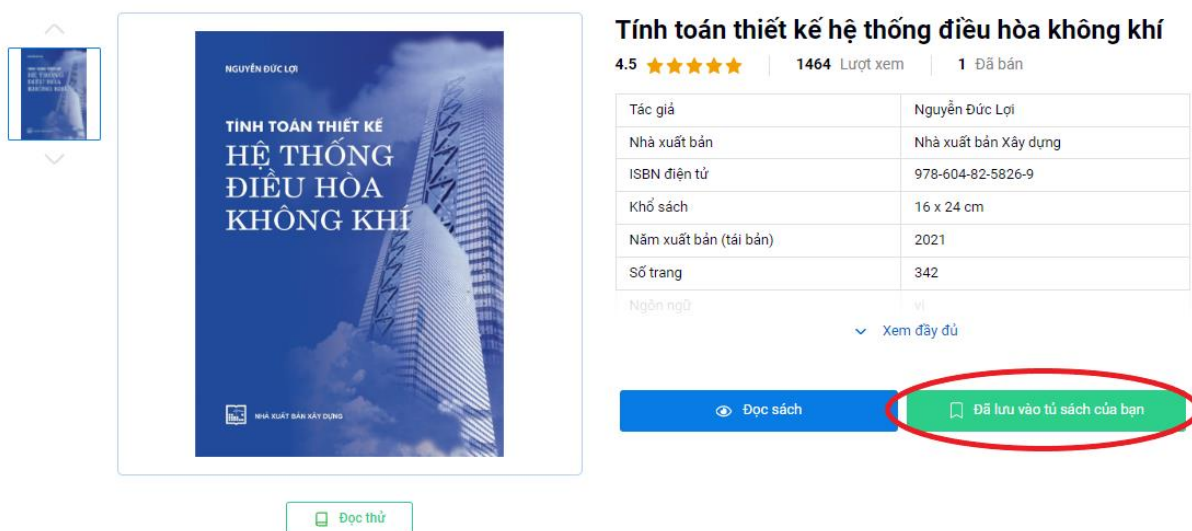 Tính toán thiết kế hệ thống điều hòa không khí
4.5 1464 Lượt xem 1 Đã bán
NGUYỄN ĐỨC LỢI
TÍNH TOÁN THIẾT KẾ
HỆ THỐNG
ĐIỀU HÒA
KHÔNG KHÍ
NHÀ XUẤT BẢN XÂY DỰNG
Tác giả Nguyễn Đức Lợi
Nhà xuất bản Nhà xuất bản Xây dựng
ISBN điện tử 978-604-82-5826-9
Khổ sách 16 x 24 cm
Năm xuất bản (tái bản) 2021
Số trang 342
Ngôn ngữ vi
Xem đầy đủ
Đọc sách
Đã lưu vào tủ sách của bạn
Đọc thử